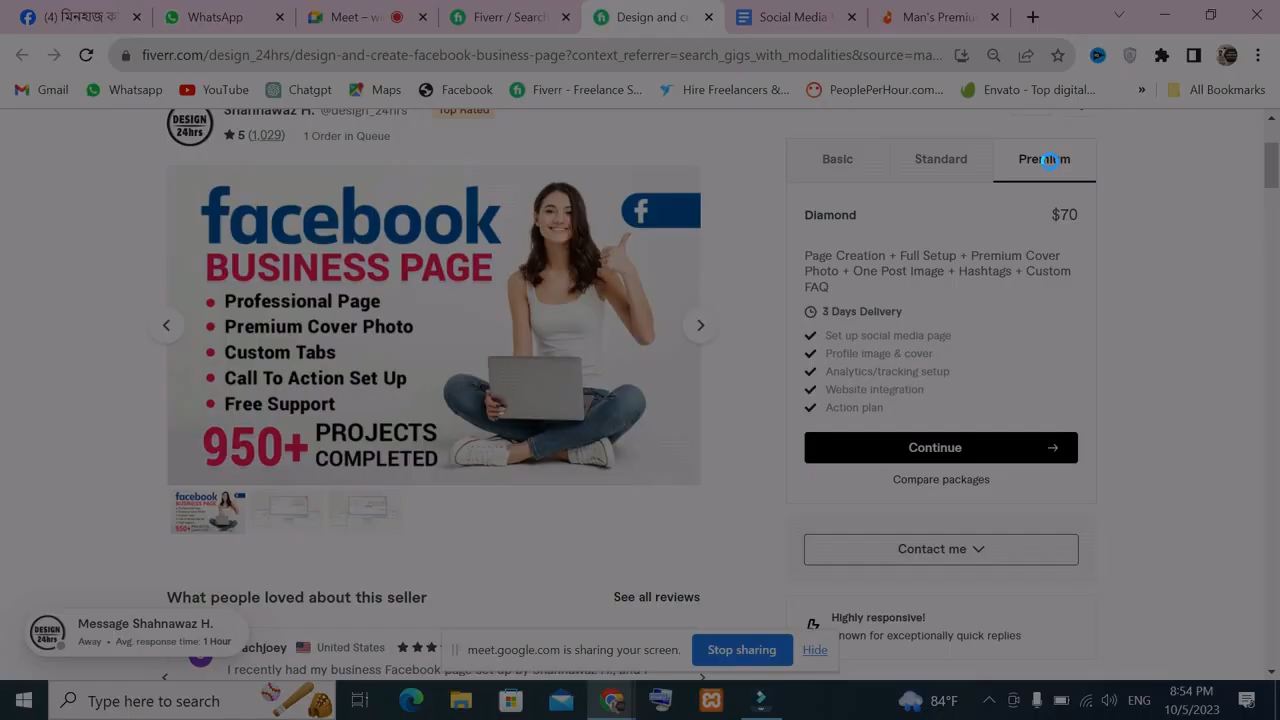 (4) মিনহাজ ক
WhatsApp
Meet – wi
Fiverr / Search
Design and cr
Social Media
Man's Premiu
fiverr.com/design_24hrs/design-and-create-facebook-business-page?context_referrer=search_gigs_with_modalities&source=ma...
Gmail
Whatsapp
YouTube
Chatgpt
Maps
Facebook
Fiverr - Freelance S...
Hire Freelancers &...
PeoplePerHour.com...
Envato - Top digital...
»
All Bookmarks
Shahnawaz H. @design_24hrs Top Rated
DESIGN
24hrs
5 (1,029) 1 Order in Queue
facebook
BUSINESS PAGE
Professional Page
Premium Cover Photo
Custom Tabs
Call To Action Set Up
Free Support
950+ PROJECTS
COMPLETED
Basic Standard Premium
Diamond $70
Page Creation + Full Setup + Premium Cover
Photo + One Post Image + Hashtags + Custom
FAQ
3 Days Delivery
Set up social media page
Profile image & cover
Analytics/tracking setup
Website integration
Action plan
Continue →
Compare packages
Contact me
Highly responsive!
nown for exceptionally quick replies
What people loved about this seller See all reviews
achjoey United States
I recently had my business Facebook page set up by Shahnawaz H., and I
DESIGN
24hrs
Message Shahnawaz H.
Away • Avg. response time: 1 Hour
meet.google.com is sharing your screen. Stop sharing Hide
Type here to search
84°F
ENG
8:54 PM
10/5/2023